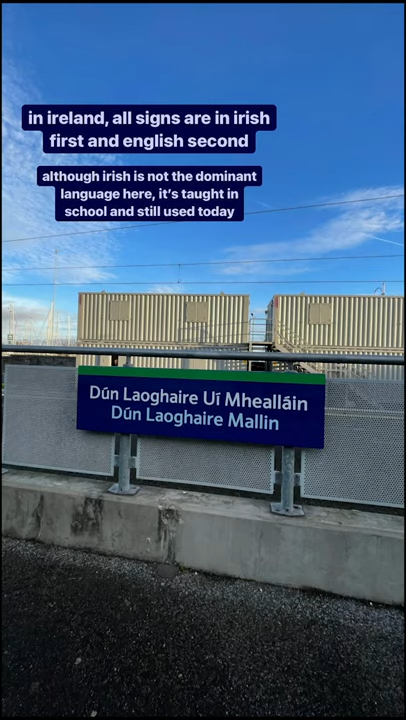 in ireland, all signs are in irish
first and english second
although irish is not the dominant
language here, it's taught in
school and still used today
Dún Laoghaire Uí Mhealláin
Dún Laoghaire Mallin